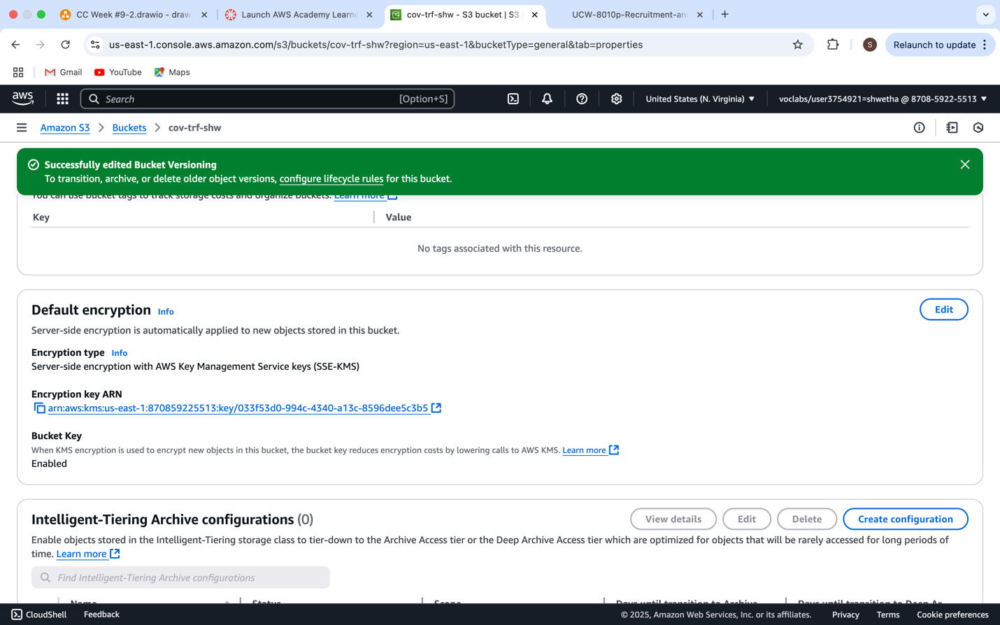 CC Week #9-2.drawio - draw
Launch AWS Academy Learne
cov-trf-shw - S3 bucket | S3
UCW-8010p-Recruitment-and
us-east-1.console.aws.amazon.com/s3/buckets/cov-trf-shw?region=us-east-1&bucketType=general&tab=properties
S
Relaunch to update
Gmail
YouTube
Maps
aws
Search
[Option+S]
United States (N. Virginia)
voclabs/user3754921=shwetha @ 8708-5922-5513
Amazon S3
Buckets
cov-trf-shw
Successfully edited Bucket Versioning
To transition, archive, or delete older object versions, configure lifecycle rules for this bucket.
You can use bucket tags to track storage costs and organize buckets. Learn more
Key
Value
No tags associated with this resource.
Default encryption Info
Edit
Server-side encryption is automatically applied to new objects stored in this bucket.
Encryption type Info
Server-side encryption with AWS Key Management Service keys (SSE-KMS)
Encryption key ARN
arn:aws:kms:us-east-1:870859225513:key/033f53d0-994c-4340-a13c-8596dee5c3b5
Bucket Key
When KMS encryption is used to encrypt new objects in this bucket, the bucket key reduces encryption costs by lowering calls to AWS KMS. Learn more
Enabled
Intelligent-Tiering Archive configurations (0)
View details
Edit
Delete
Create configuration
Enable objects stored in the Intelligent-Tiering storage class to tier-down to the Archive Access tier or the Deep Archive Access tier which are optimized for objects that will be rarely accessed for long periods of
time. Learn more
Find Intelligent-Tiering Archive configurations
Name
Status
Scope
Days until transition to Archive
Days until transition to Deep Ar
CloudShell
Feedback
© 2025, Amazon Web Services, Inc. or its affiliates.
Privacy
Terms
Cookie preferences